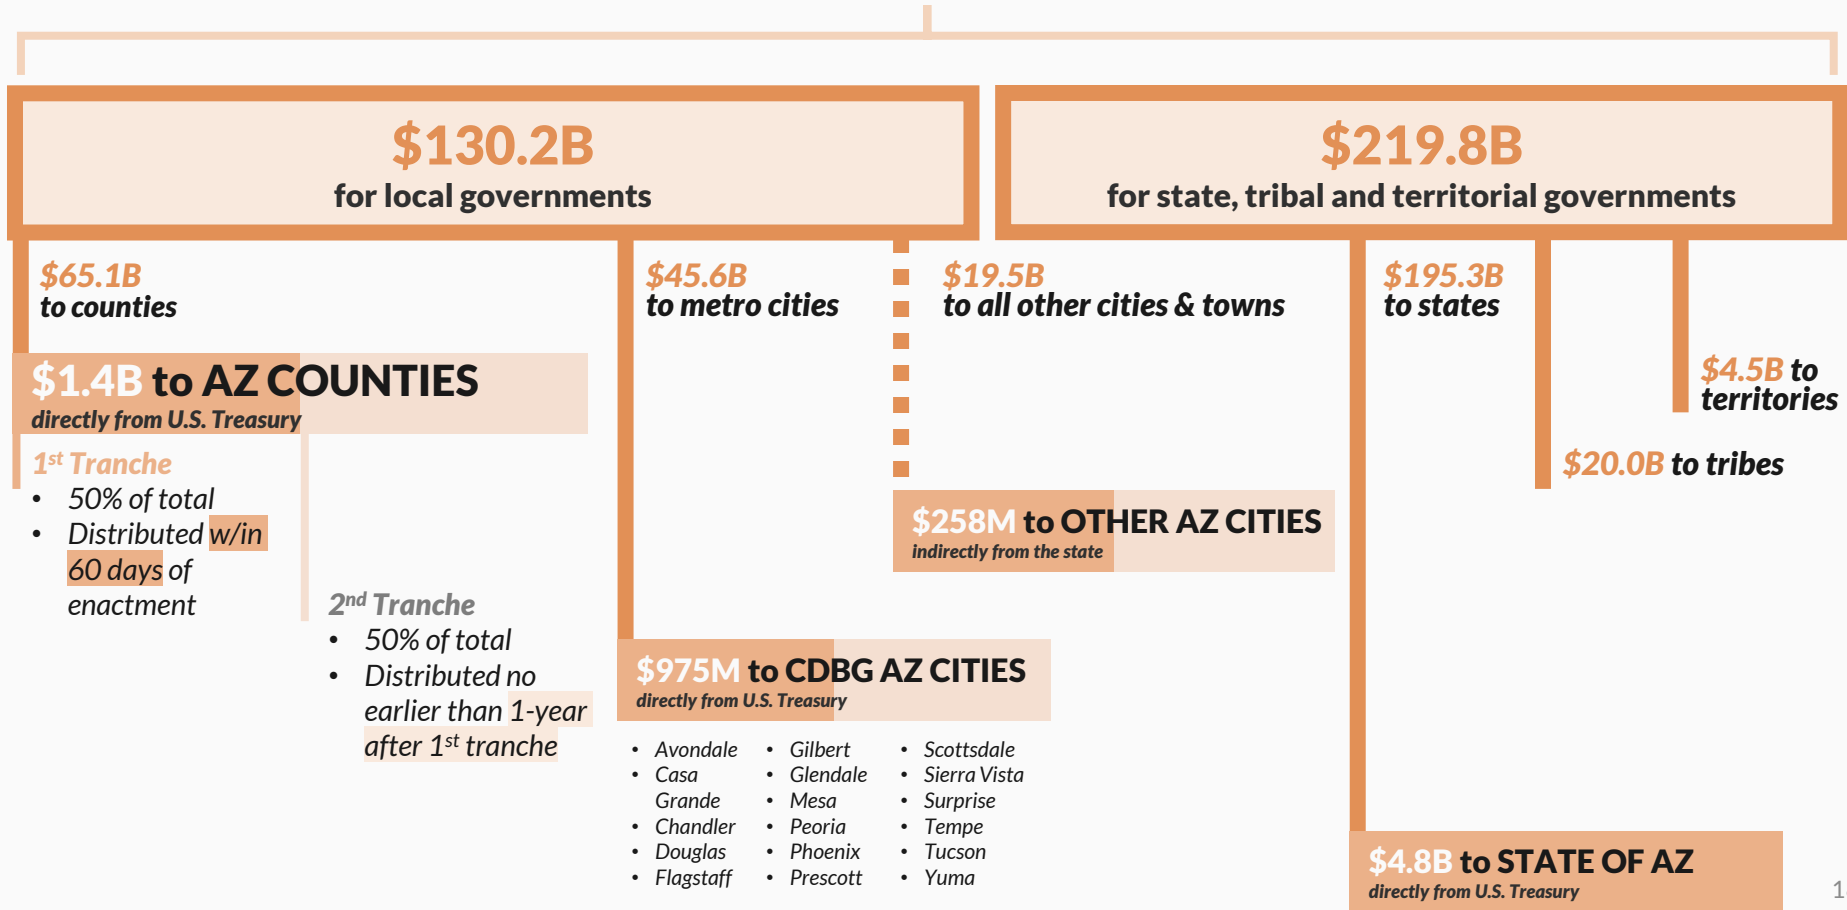 $130.2B
for local governments
$219.8B
for state, tribal and territorial governments
$65.1B
to counties
$45.6B
to metro cities
$19.5B
to all other cities & towns
$195.3B
to states
$4.5B to
territories
$20.0B to tribes
$1.4B to AZ COUNTIES
directly from U.S. Treasury
1st Tranche
• 50% of total
• Distributed w/in
60 days of
enactment
2nd Tranche
• 50% of total
• Distributed no
earlier than 1-year
after 1st tranche
$258M to OTHER AZ CITIES
indirectly from the state
$975M to CDBG AZ CITIES
directly from U.S. Treasury
• Avondale
• Casa
Grande
• Chandler
• Douglas
• Flagstaff
• Gilbert
• Glendale
• Mesa
• Peoria
• Phoenix
• Prescott
• Scottsdale
• Sierra Vista
• Surprise
• Tempe
• Tucson
• Yuma
$4.8B to STATE OF AZ
directly from U.S. Treasury